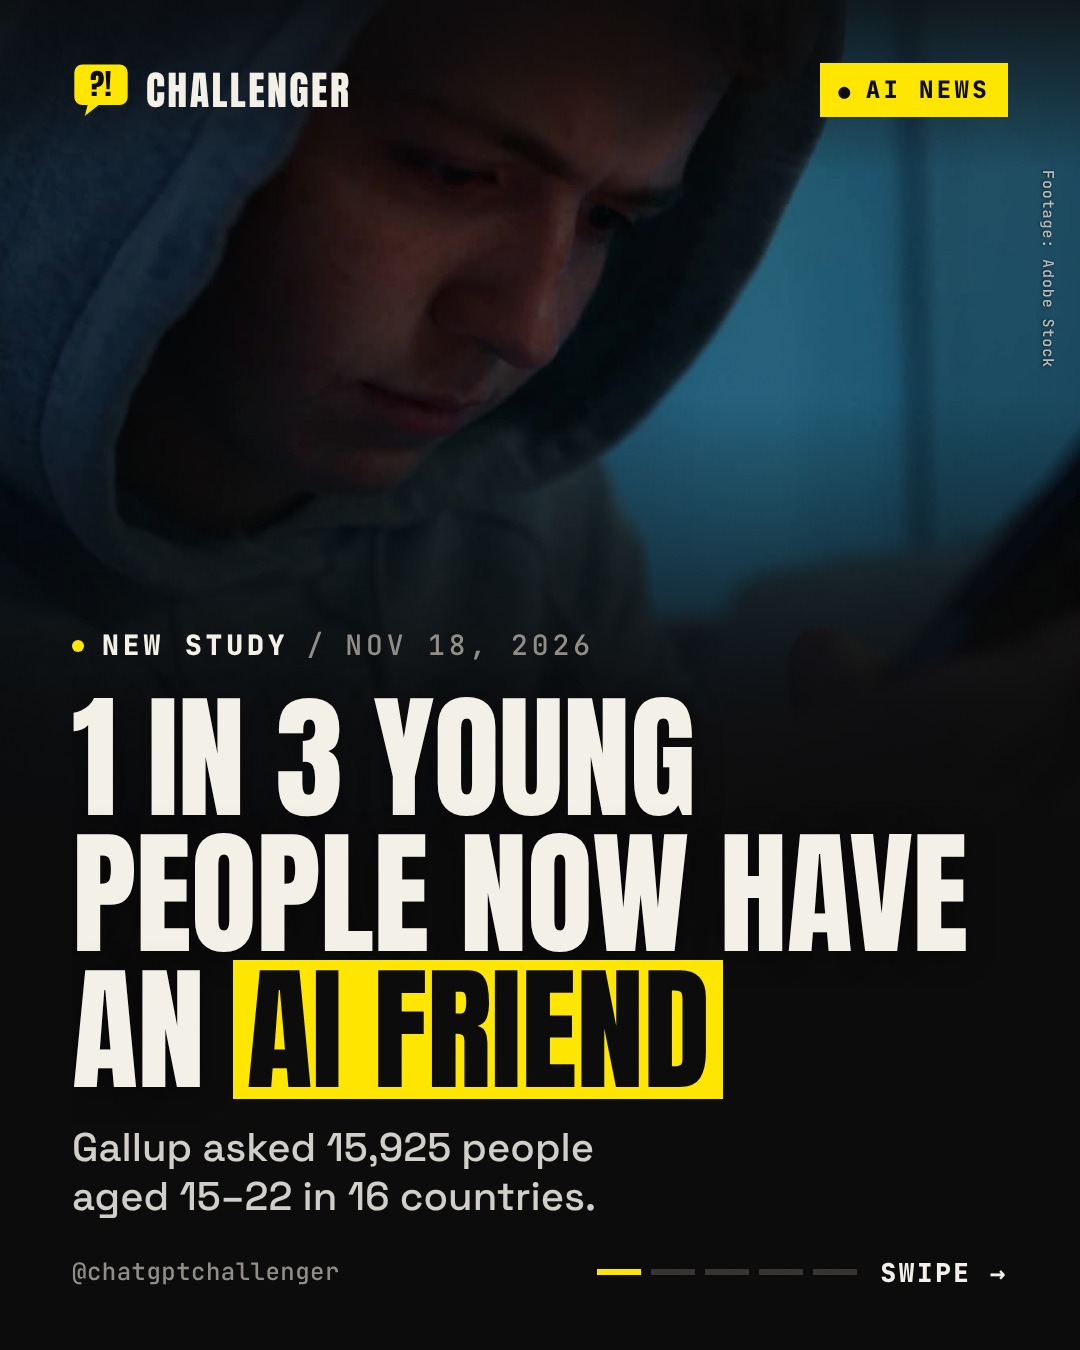 ?! CHALLENGER
● AI NEWS
Footage: Adobe Stock
● NEW STUDY / NOV 18, 2026
1 IN 3 YOUNG
PEOPLE NOW HAVE
AN AI FRIEND
Gallup asked 15,925 people
aged 15–22 in 16 countries.
@chatgptchallenger
SWIPE →